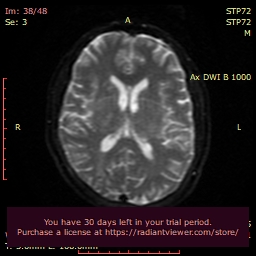 Im: 38/48
Se: 3
STP72
STP72
M
A
Ax DWI B 1000
R
L
You have 30 days left in your trial period.
Purchase a license at https://radiantviewer.com/store/